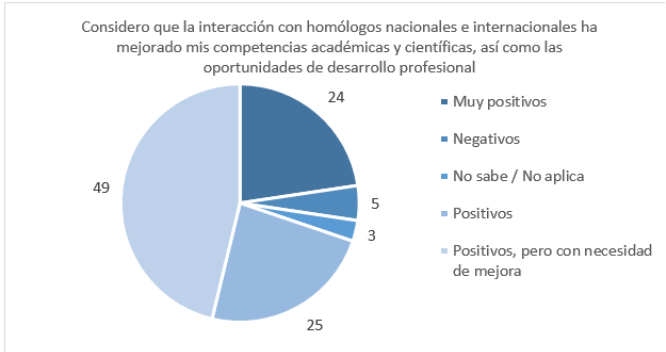 Considero que la interacción con homólogos nacionales e internacionales ha
mejorado mis competencias académicas y científicas, así como las
oportunidades de desarrollo profesional
24
49
5
3
25
Muy positivos
Negativos
No sabe / No aplica
Positivos
Positivos, pero con necesidad
de mejora